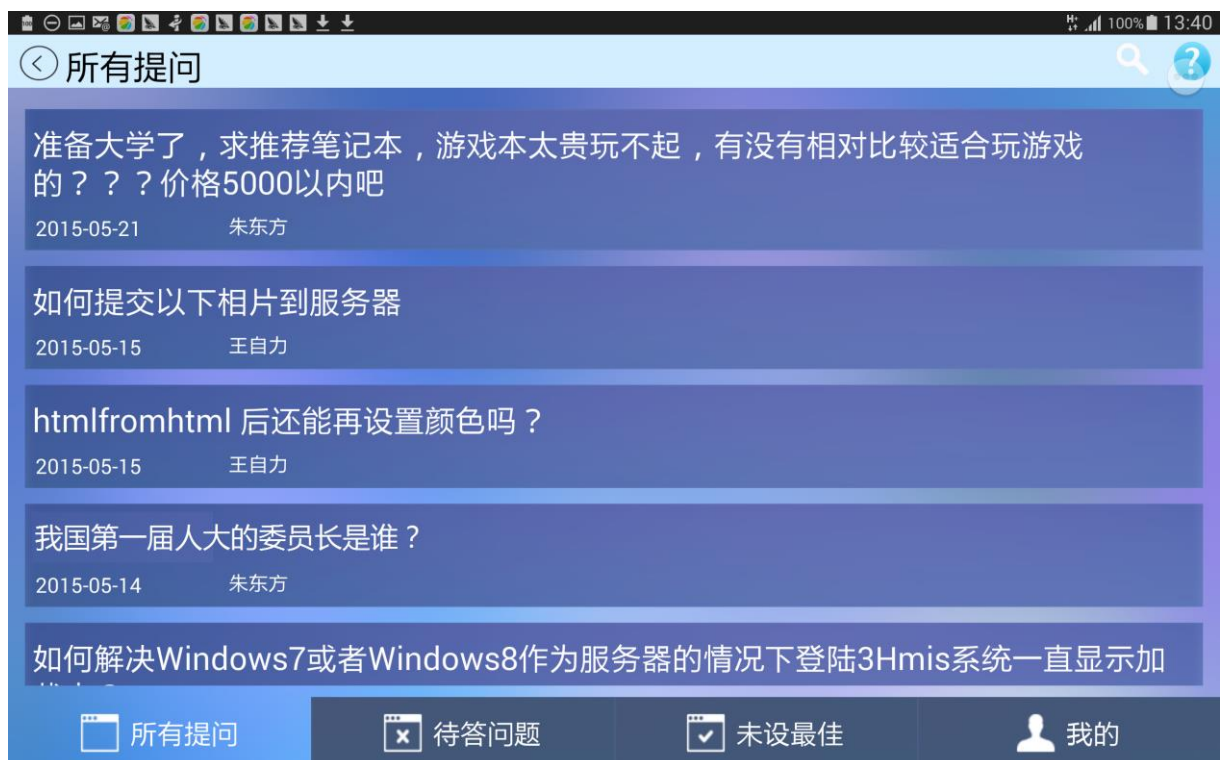 100% 13:40
所有提问
准备大学了，求推荐笔记本，游戏本太贵玩不起，有没有相对比较适合玩游戏
的？？？价格5000以内吧
2015-05-21 朱东方
如何提交以下相片到服务器
2015-05-15 王自力
htmlfromhtml 后还能再设置颜色吗？
2015-05-15 王自力
我国第一届人大的委员长是谁？
2015-05-14 朱东方
如何解决Windows7或者Windows8作为服务器的情况下登陆3Hmis系统一直显示加
所有提问 待答问题 未设最佳 我的